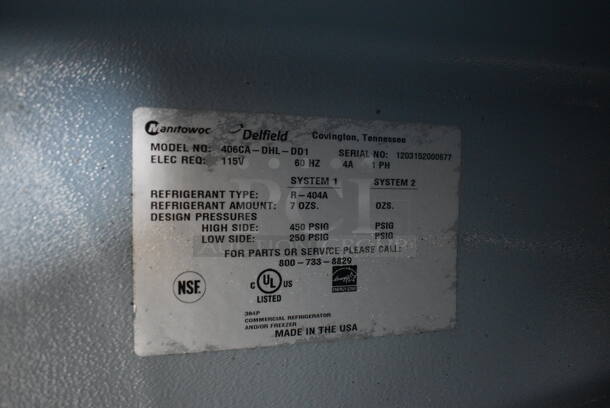 Manitowoc Delfield Covington, Tennessee
MODEL NO: 406CA-DHL-DD1 SERIAL NO: 1203152000677
ELEC REQ: 115V 60 HZ 4A 1 PH
SYSTEM 1 SYSTEM 2
REFRIGERANT TYPE: R-404A
REFRIGERANT AMOUNT: 7 OZS. OZS.
DESIGN PRESSURES
HIGH SIDE: 450 PSIG PSIG
LOW SIDE: 250 PSIG PSIG
FOR PARTS OR SERVICE PLEASE CALL:
800-733-8829
NSF
C UL US
LISTED
ENERGY STAR
394P
COMMERCIAL REFRIGERATOR
AND/OR FREEZER
MADE IN THE USA